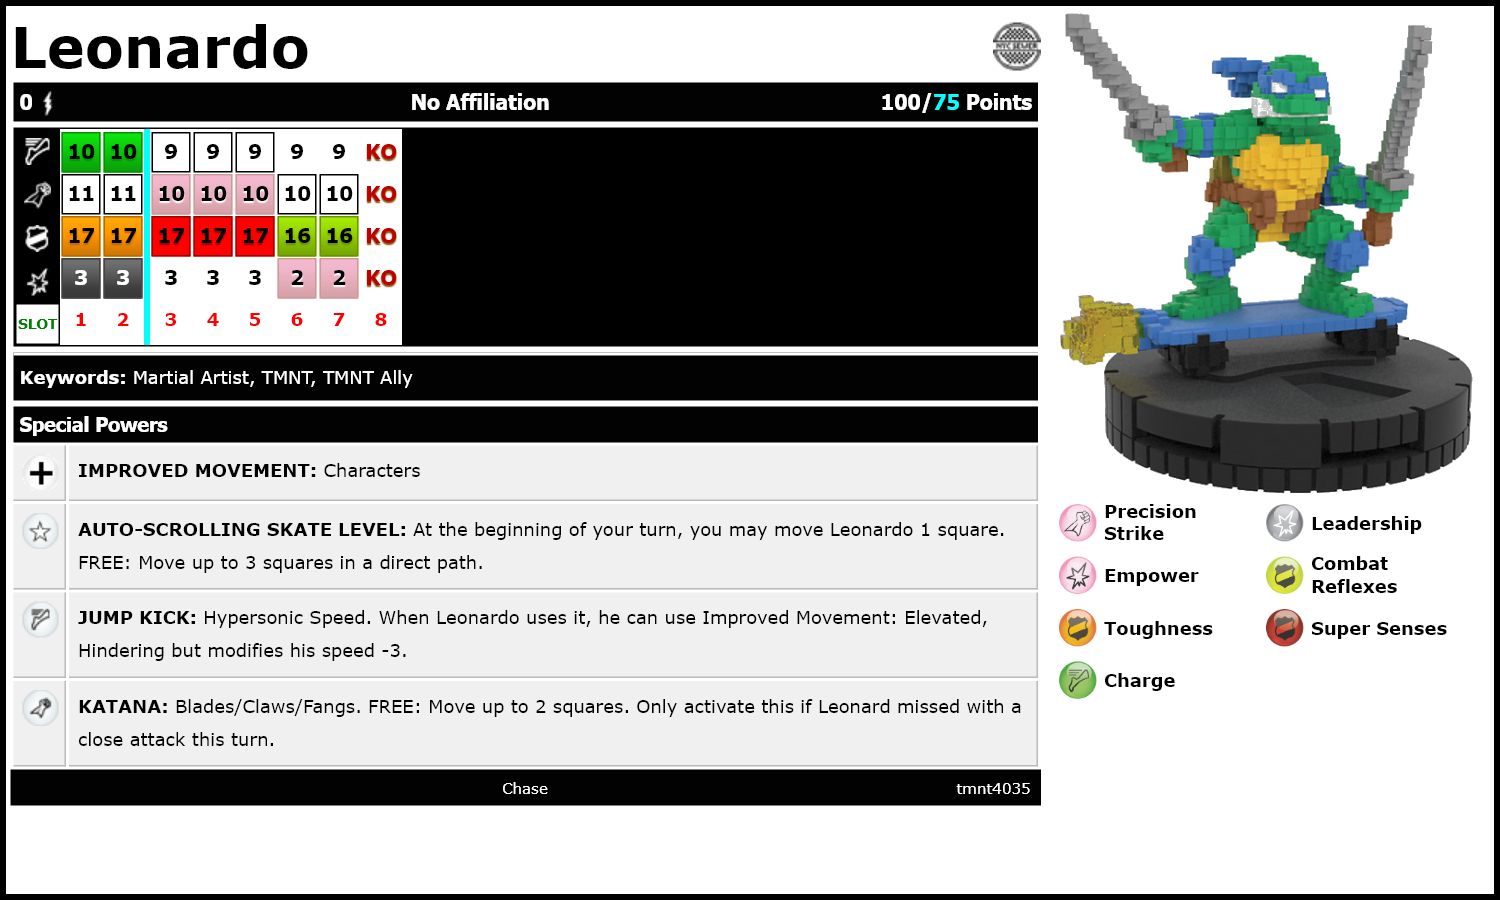 Leonardo
NYC SEWER
0 No Affiliation 100/75 Points
10 10 9 9 9 9 9 KO
11 11 10 10 10 10 10 KO
17 17 17 17 17 16 16 KO
3 3 3 3 3 2 2 KO
SLOT 1 2 3 4 5 6 7 8
Keywords: Martial Artist, TMNT, TMNT Ally
Special Powers
IMPROVED MOVEMENT: Characters
AUTO-SCROLLING SKATE LEVEL: At the beginning of your turn, you may move Leonardo 1 square.
FREE: Move up to 3 squares in a direct path.
JUMP KICK: Hypersonic Speed. When Leonardo uses it, he can use Improved Movement: Elevated,
Hindering but modifies his speed -3.
KATANA: Blades/Claws/Fangs. FREE: Move up to 2 squares. Only activate this if Leonard missed with a
close attack this turn.
Chase tmnt4035
Precision
Strike
Leadership
Empower
Combat
Reflexes
Toughness
Super Senses
Charge